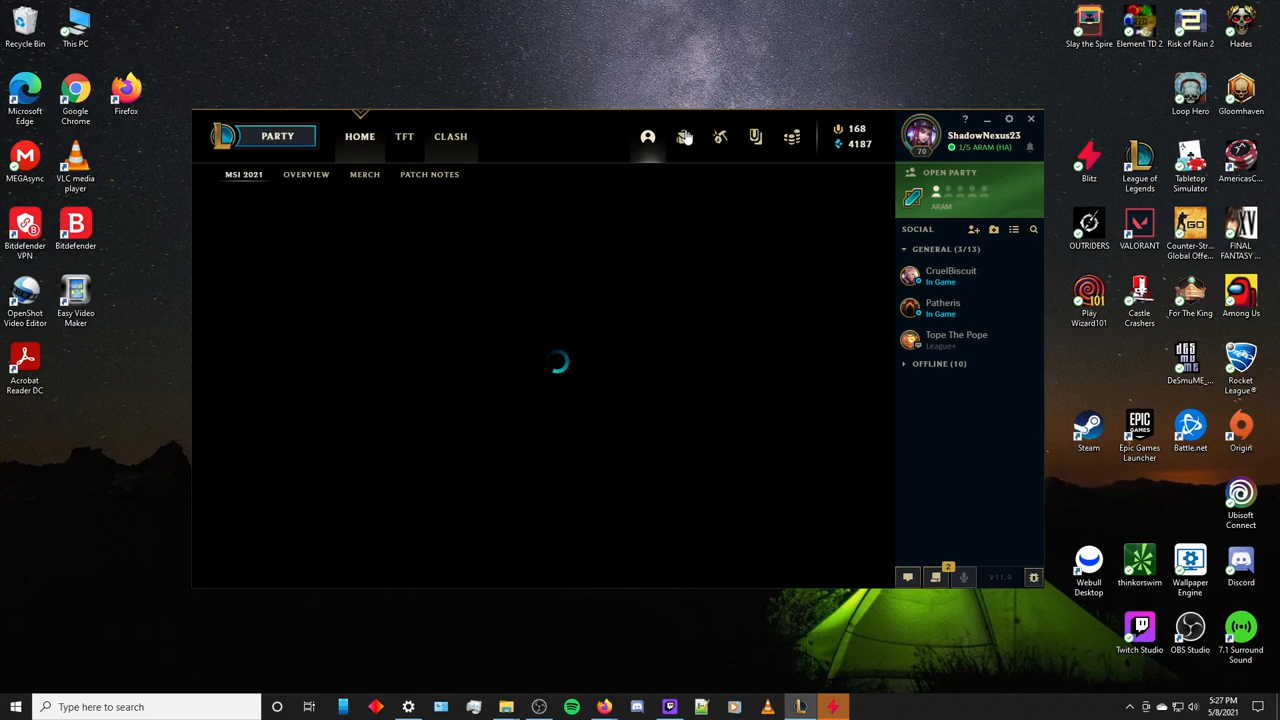 Recycle Bin
This PC
Microsoft Edge
Google Chrome
Firefox
MEGAsync
VLC media player
Bitdefender VPN
Bitdefender
OpenShot Video Editor
Easy Video Maker
Acrobat Reader DC
PARTY
HOME
TFT
CLASH
168
4187
?
70
ShadowNexus23
1/5 ARAM (HA)
MSI 2021
OVERVIEW
MERCH
PATCH NOTES
OPEN PARTY
ARAM
SOCIAL
GENERAL (3/13)
CruelBiscuit
In Game
Patheris
In Game
Tope The Pope
League+
OFFLINE (10)
2
V11.9
Slay the Spire
Element TD 2
Risk of Rain 2
Hades
Loop Hero
Gloomhaven
Blitz
League of Legends
Tabletop Simulator
AmericasC...
OUTRIDERS
VALORANT
Counter-Str... Global Offe...
FINAL FANTASY ...
Play Wizard101
Castle Crashers
For The King
Among Us
DeSmuME_...
Rocket League®
Steam
Epic Games Launcher
Battle.net
Origin
Ubisoft Connect
Webull Desktop
thinkorswim
Wallpaper Engine
Discord
Twitch Studio
OBS Studio
7.1 Surround Sound
Type here to search
5:27 PM
5/8/2021